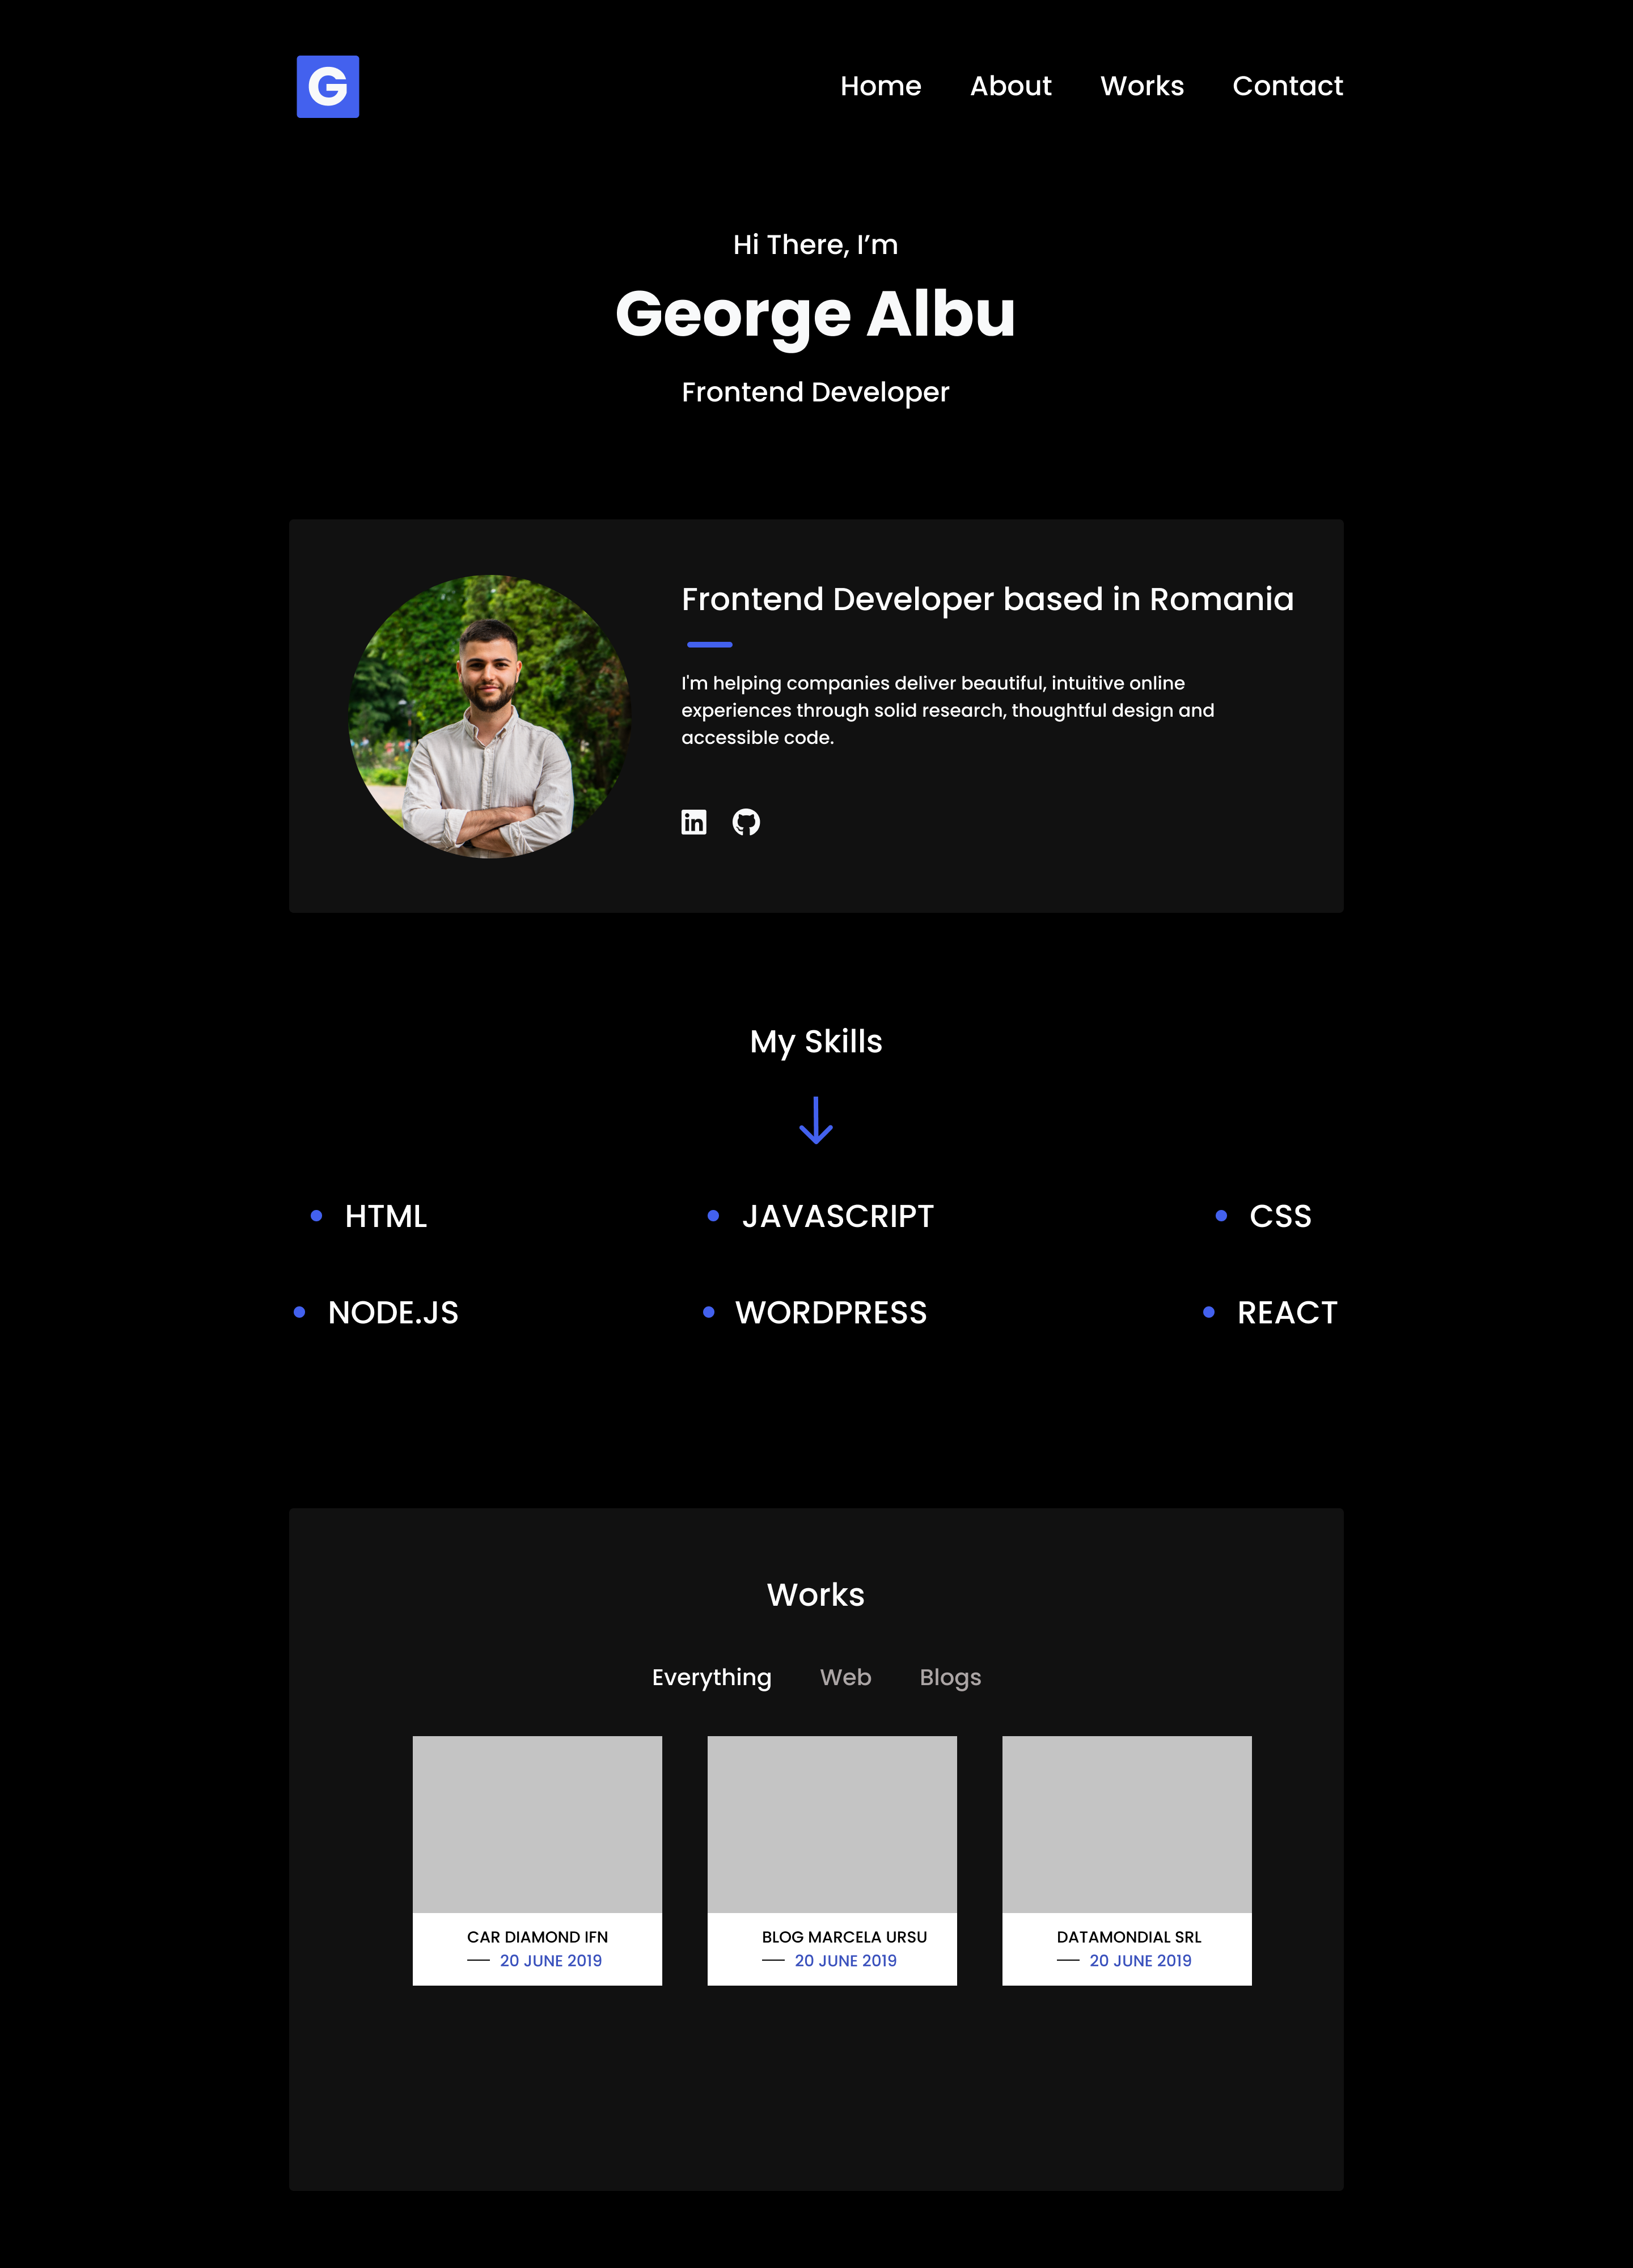 G
Home About Works Contact
Hi There, I’m
George Albu
Frontend Developer
Frontend Developer based in Romania
I'm helping companies deliver beautiful, intuitive online
experiences through solid research, thoughtful design and
accessible code.
in
My Skills
HTML JAVASCRIPT CSS
NODE.JS WORDPRESS REACT
Works
Everything Web Blogs
CAR DIAMOND IFN
20 JUNE 2019
BLOG MARCELA URSU
20 JUNE 2019
DATAMONDIAL SRL
20 JUNE 2019